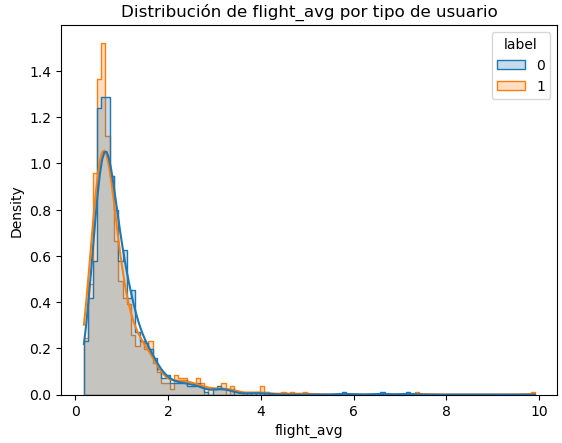 Distribución de flight_avg por tipo de usuario
label
0
1
Density
1.4
1.2
1.0
0.8
0.6
0.4
0.2
0.0
0 2 4 6 8 10
flight_avg